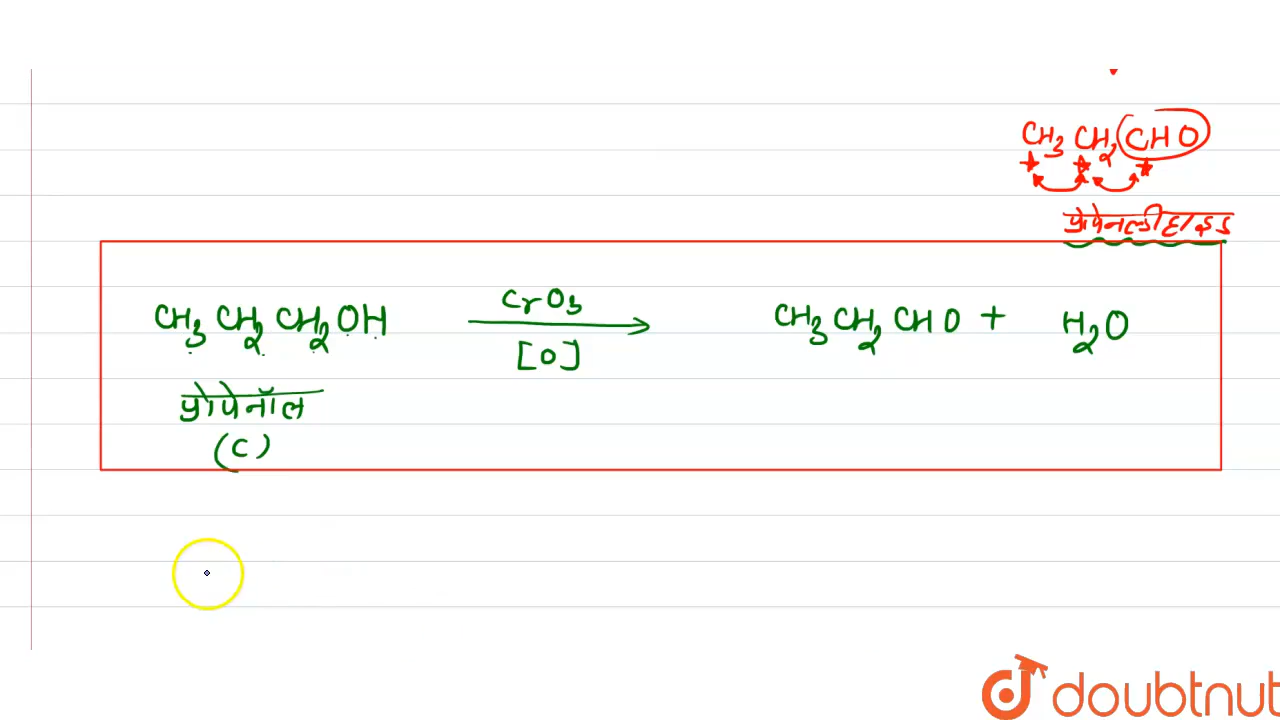 CH₃ CH₂ CHO
प्रोपेनल्डीहाइड
CrO₃
CH₃ CH₂ CH₂ OH → CH₃ CH₂ CHO + H₂O
[O]
प्रोपेनॉल
(C)
doubtnut